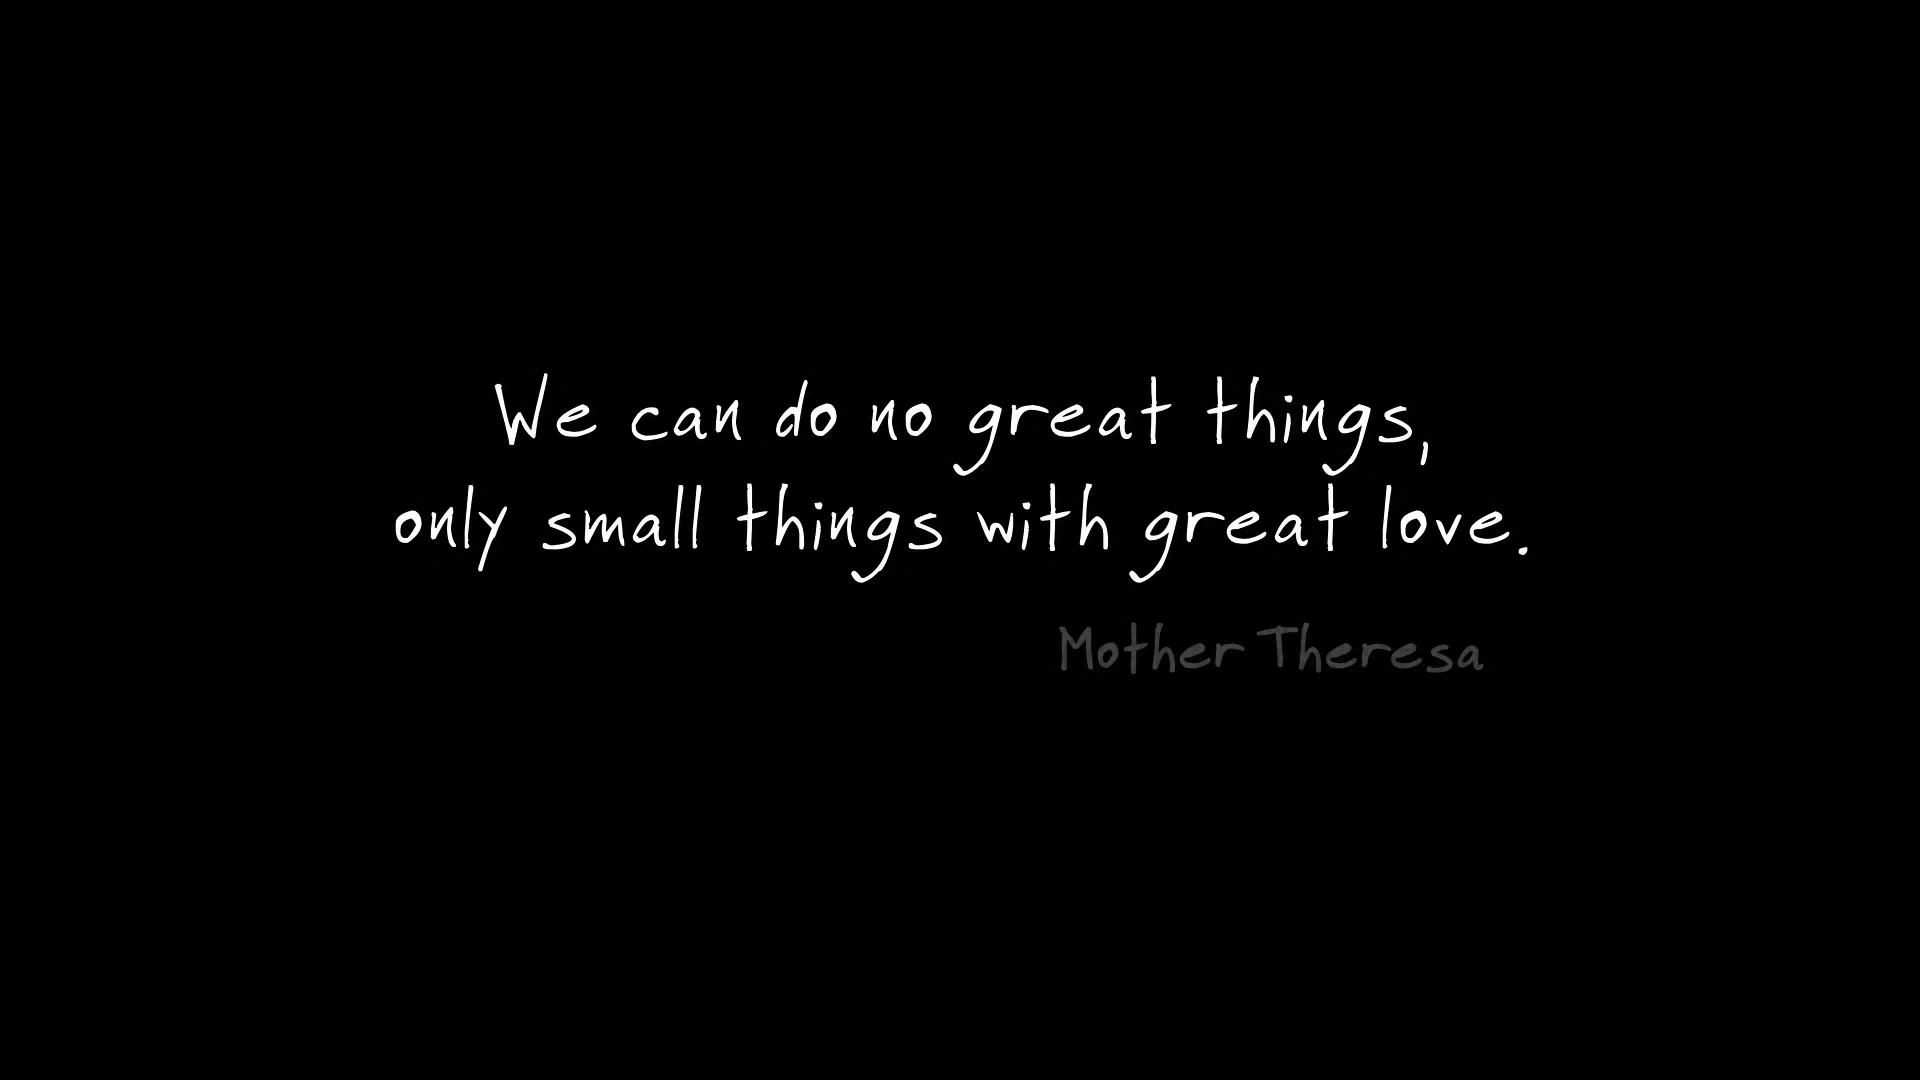 We can do no great things,
only small things with great love.
Mother Theresa